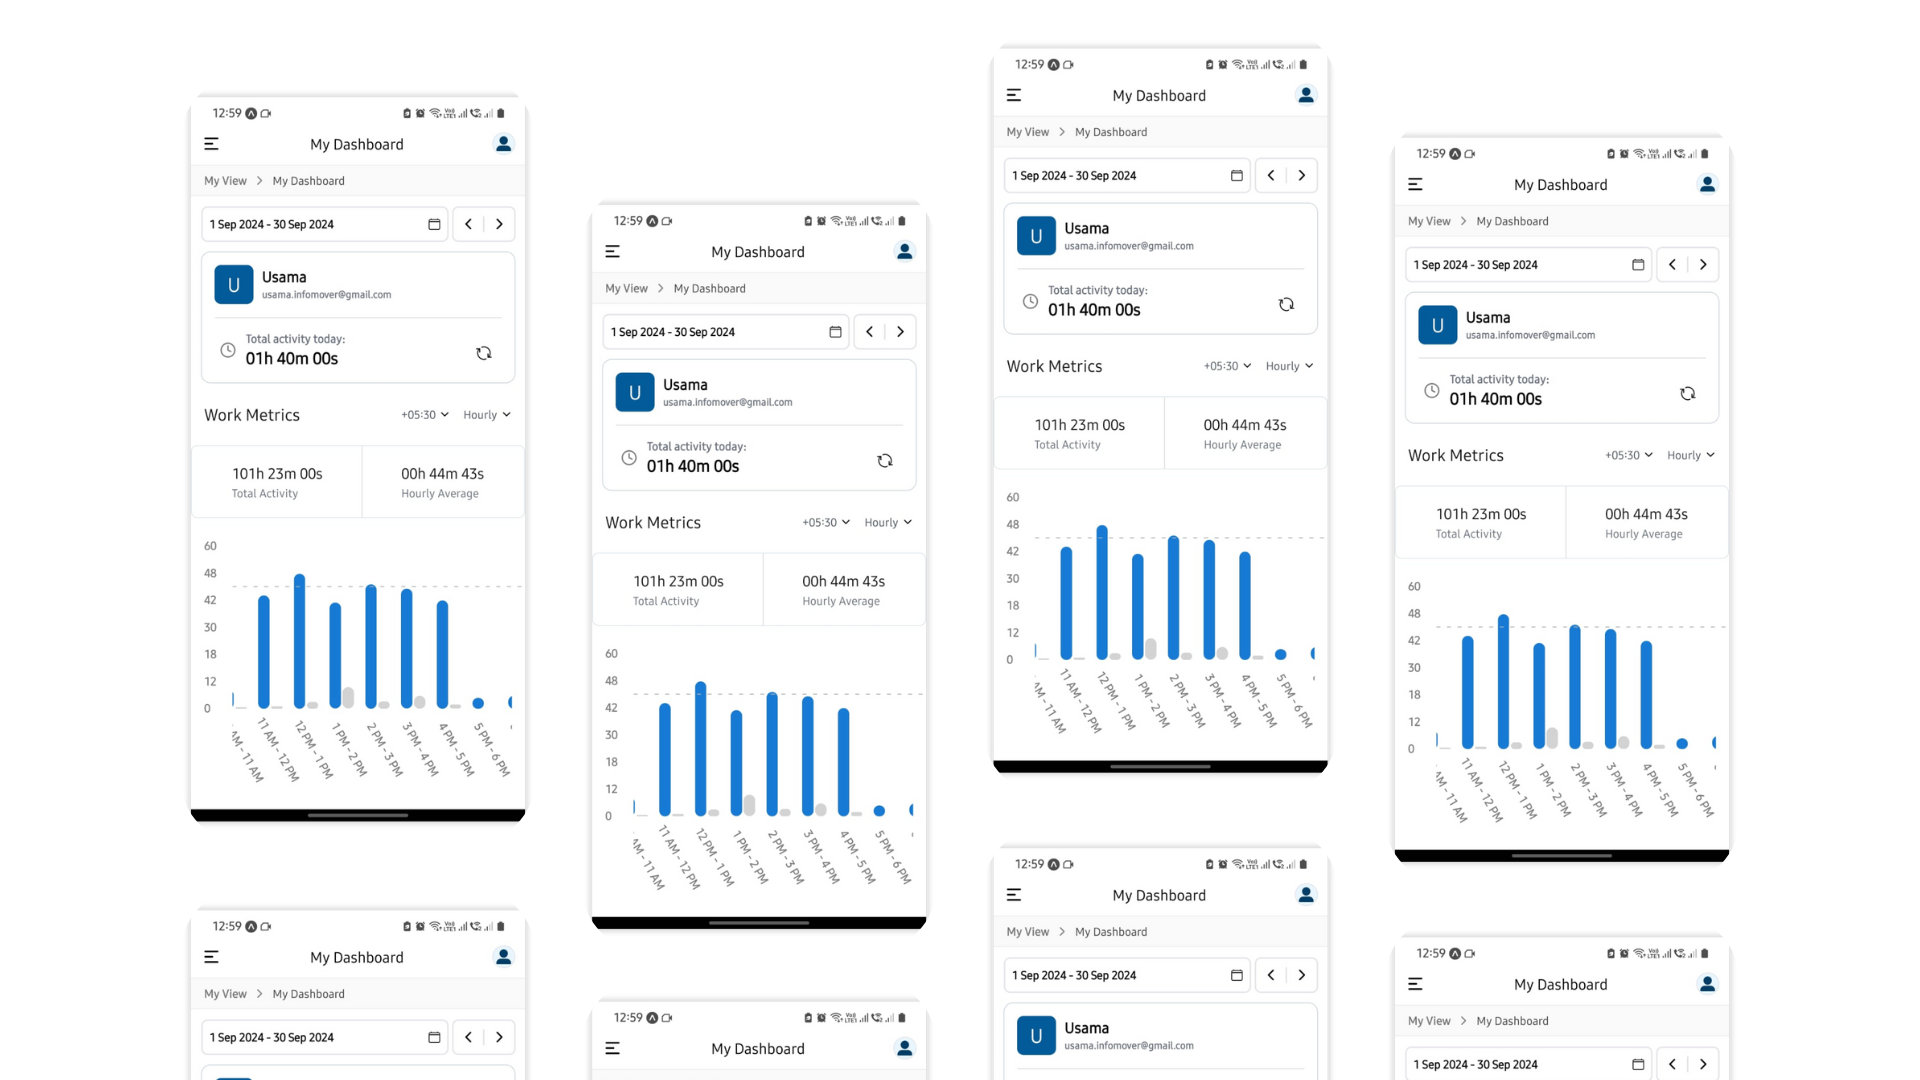 12:59
My Dashboard
My View > My Dashboard
1 Sep 2024 - 30 Sep 2024
U
Usama
usama.infomover@gmail.com
Total activity today:
01h 40m 00s
Work Metrics
+05:30
Hourly
101h 23m 00s
Total Activity
00h 44m 43s
Hourly Average
60
48
42
30
18
12
0
AM - 11 AM
11 AM - 12 PM
12 PM - 1 PM
1 PM - 2 PM
2 PM - 3 PM
3 PM - 4 PM
4 PM - 5 PM
5 PM - 6 PM
12:59
My Dashboard
My View > My Dashboard
1 Sep 2024 - 30 Sep 2024
12:59
My Dashboard
My View > My Dashboard
1 Sep 2024 - 30 Sep 2024
U
Usama
usama.infomover@gmail.com
Total activity today:
01h 40m 00s
Work Metrics
+05:30
Hourly
101h 23m 00s
Total Activity
00h 44m 43s
Hourly Average
60
48
42
30
18
12
0
AM - 11 AM
11 AM - 12 PM
12 PM - 1 PM
1 PM - 2 PM
2 PM - 3 PM
3 PM - 4 PM
4 PM - 5 PM
5 PM - 6 PM
12:59
My Dashboard
12:59
My Dashboard
My View > My Dashboard
1 Sep 2024 - 30 Sep 2024
U
Usama
usama.infomover@gmail.com
Total activity today:
01h 40m 00s
Work Metrics
+05:30
Hourly
101h 23m 00s
Total Activity
00h 44m 43s
Hourly Average
60
48
42
30
18
12
0
AM - 11 AM
11 AM - 12 PM
12 PM - 1 PM
1 PM - 2 PM
2 PM - 3 PM
3 PM - 4 PM
4 PM - 5 PM
5 PM - 6 PM
12:59
My Dashboard
My View > My Dashboard
1 Sep 2024 - 30 Sep 2024
U
Usama
usama.infomover@gmail.com
12:59
My Dashboard
My View > My Dashboard
1 Sep 2024 - 30 Sep 2024
U
Usama
usama.infomover@gmail.com
Total activity today:
01h 40m 00s
Work Metrics
+05:30
Hourly
101h 23m 00s
Total Activity
00h 44m 43s
Hourly Average
60
48
42
30
18
12
0
AM - 11 AM
11 AM - 12 PM
12 PM - 1 PM
1 PM - 2 PM
2 PM - 3 PM
3 PM - 4 PM
4 PM - 5 PM
5 PM - 6 PM
12:59
My Dashboard
My View > My Dashboard
1 Sep 2024 - 30 Sep 2024